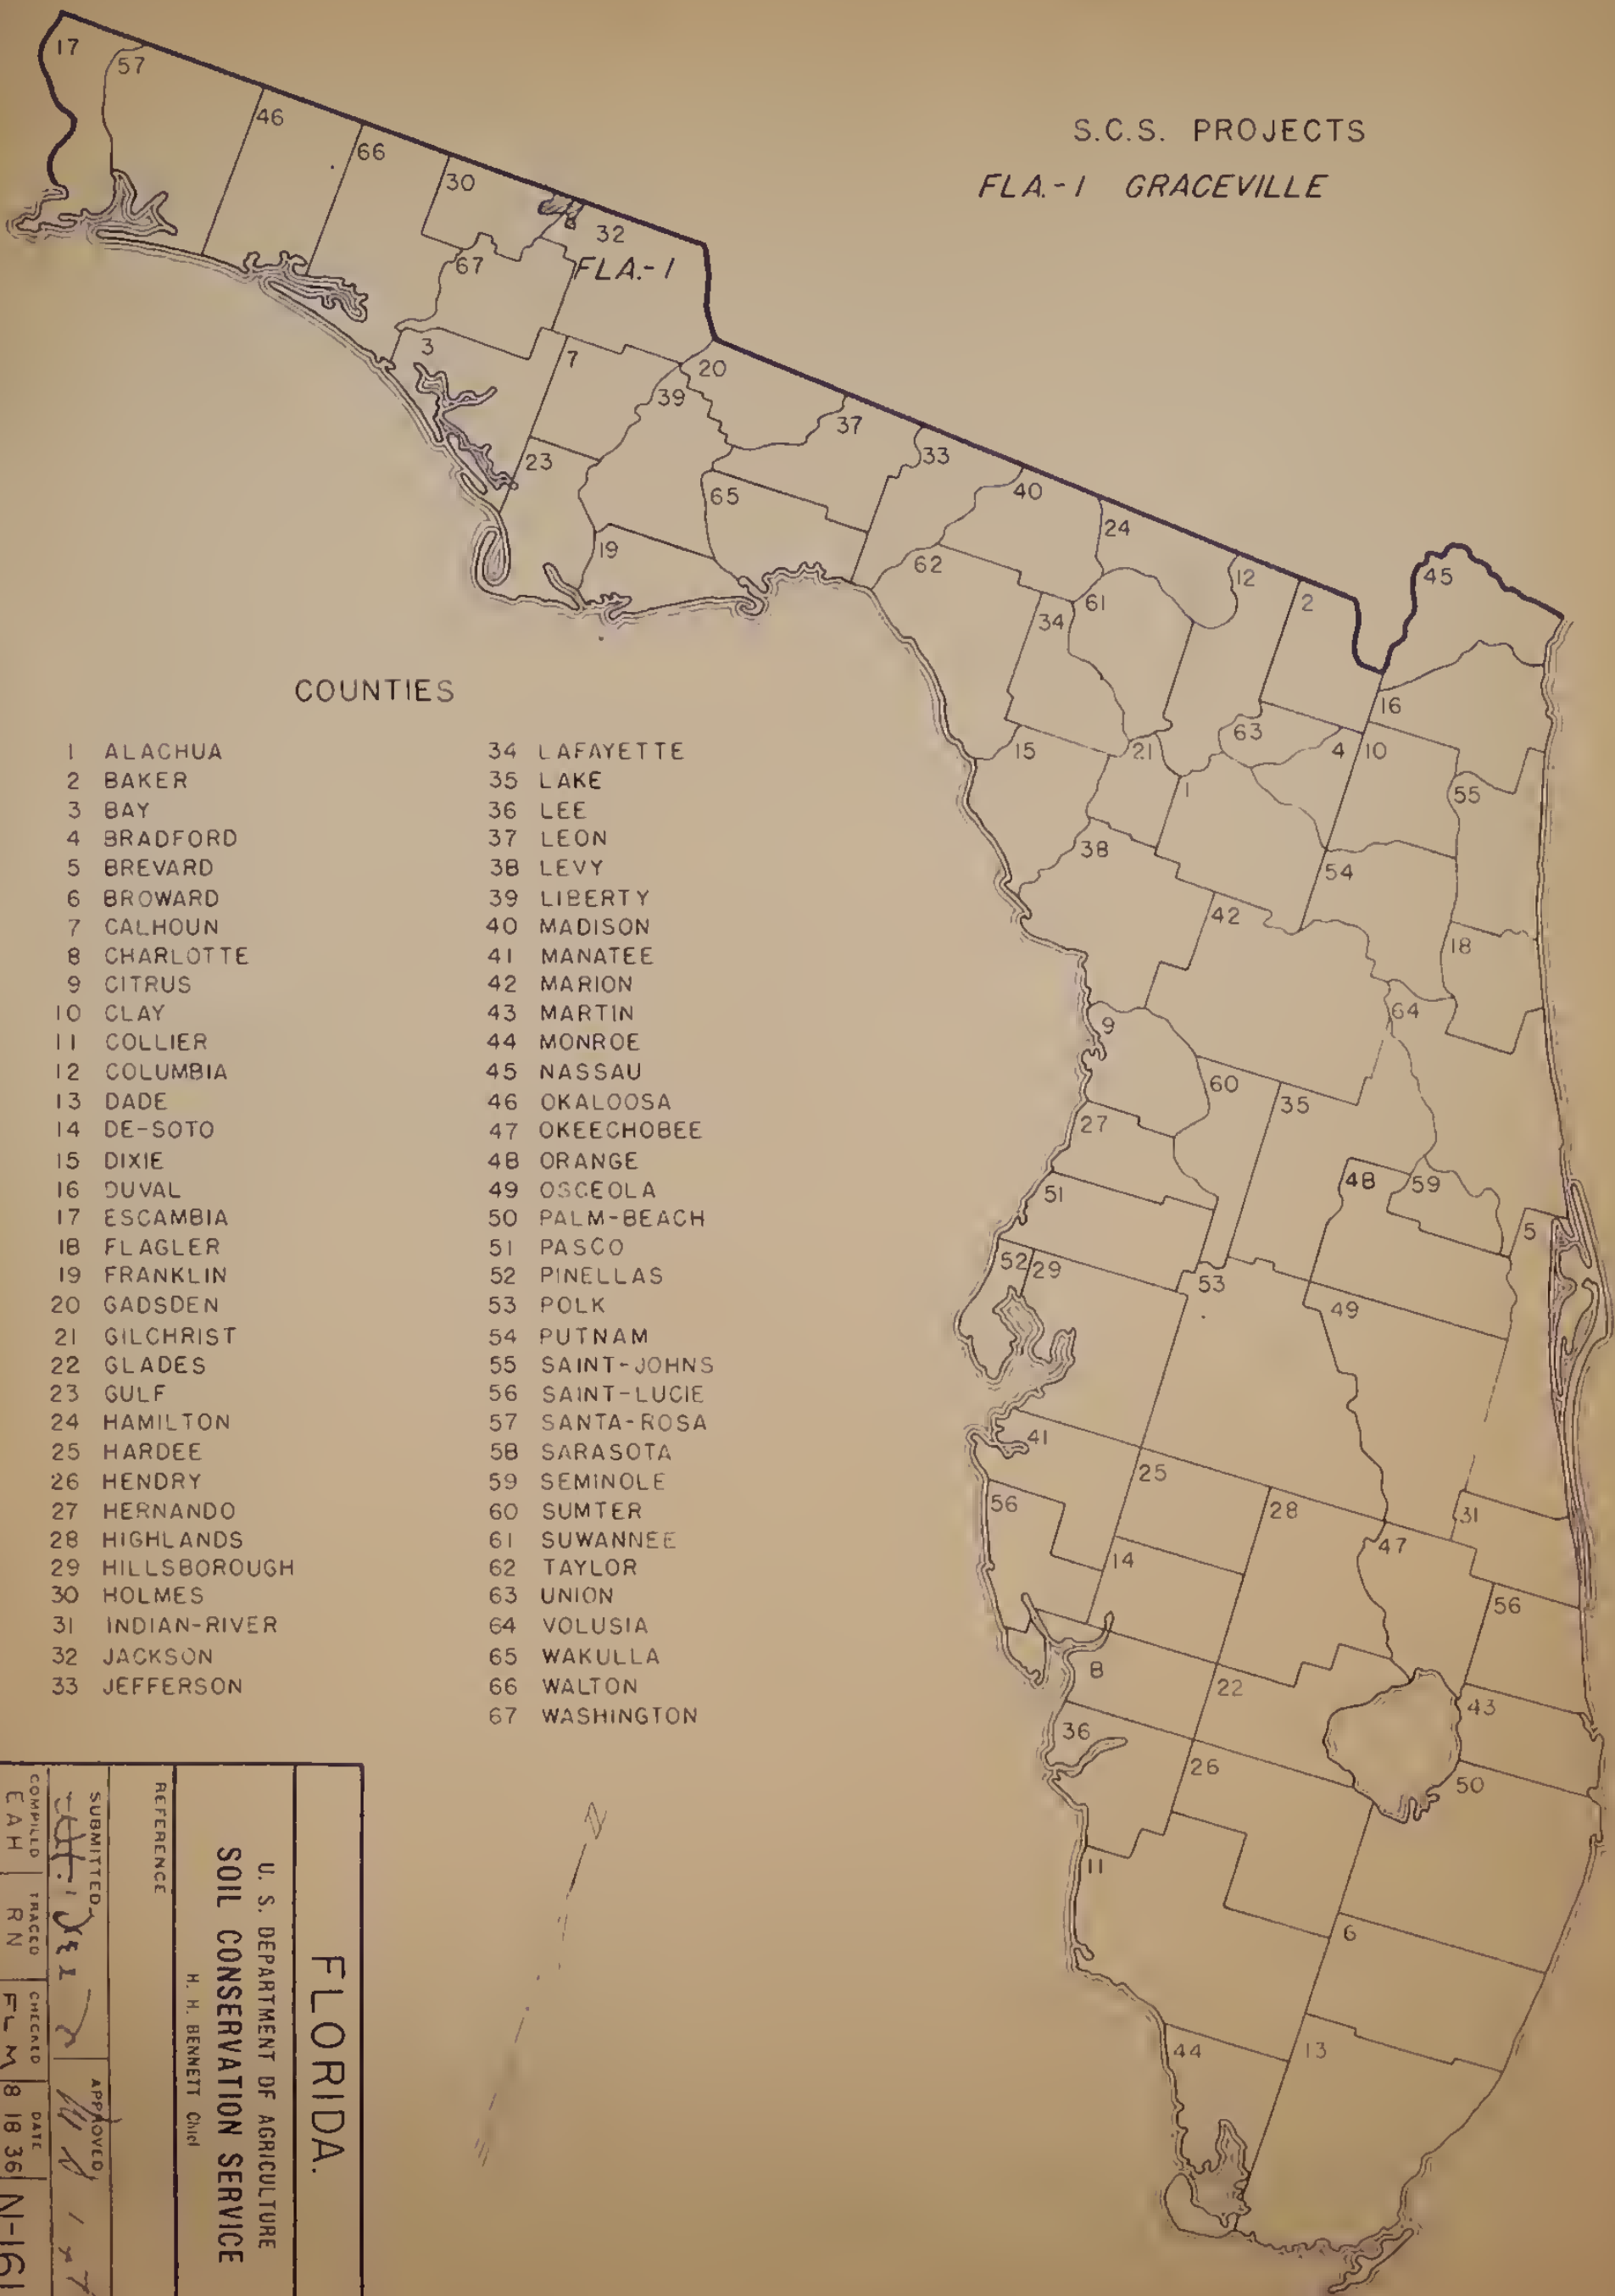 S.C.S. PROJECTS
FLA.-1 GRACEVILLE
17
57
46
66
30
32
FLA.-1
67
3
7
20
39
37
33
23
65
40
24
19
62
12
2
45
61
34
16
63
15
21
4
10
1
55
38
54
42
18
64
9
60
35
27
48
59
51
5
52
29
53
49
41
25
56
28
31
47
14
56
8
22
43
36
26
50
11
6
44
13
COUNTIES
1 ALACHUA
2 BAKER
3 BAY
4 BRADFORD
5 BREVARD
6 BROWARD
7 CALHOUN
8 CHARLOTTE
9 CITRUS
10 CLAY
11 COLLIER
12 COLUMBIA
13 DADE
14 DE-SOTO
15 DIXIE
16 DUVAL
17 ESCAMBIA
18 FLAGLER
19 FRANKLIN
20 GADSDEN
21 GILCHRIST
22 GLADES
23 GULF
24 HAMILTON
25 HARDEE
26 HENDRY
27 HERNANDO
28 HIGHLANDS
29 HILLSBOROUGH
30 HOLMES
31 INDIAN-RIVER
32 JACKSON
33 JEFFERSON
34 LAFAYETTE
35 LAKE
36 LEE
37 LEON
38 LEVY
39 LIBERTY
40 MADISON
41 MANATEE
42 MARION
43 MARTIN
44 MONROE
45 NASSAU
46 OKALOOSA
47 OKEECHOBEE
48 ORANGE
49 OSCEOLA
50 PALM-BEACH
51 PASCO
52 PINELLAS
53 POLK
54 PUTNAM
55 SAINT-JOHNS
56 SAINT-LUCIE
57 SANTA-ROSA
58 SARASOTA
59 SEMINOLE
60 SUMTER
61 SUWANNEE
62 TAYLOR
63 UNION
64 VOLUSIA
65 WAKULLA
66 WALTON
67 WASHINGTON
FLORIDA.
U. S. DEPARTMENT OF AGRICULTURE
SOIL CONSERVATION SERVICE
H. H. BENNETT Chief
REFERENCE
SUBMITTED
APPROVED
COMPILED
TRACED
CHECKED
DATE
EAH
RN
FLM
8 18 36
N-161
N